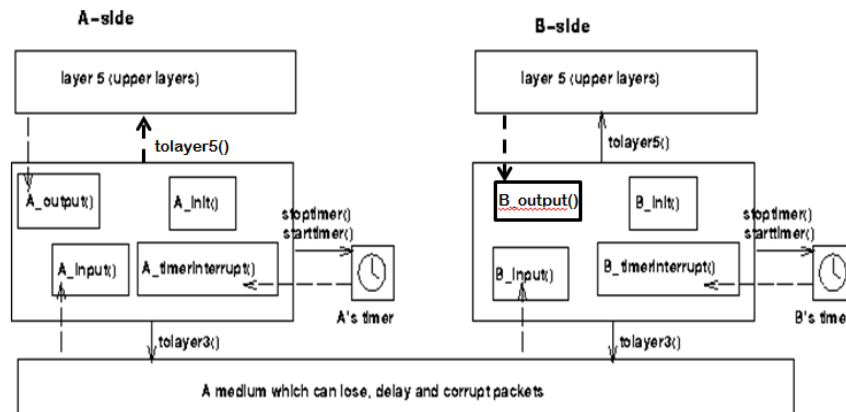 A-side
B-side
layer 5 (upper layers)
layer 5 (upper layers)
tolayer5()
tolayer5()
A_output()
A_init()
B_output()
B_init()
stoptimer()
starttimer()
stoptimer()
starttimer()
A_input()
A_timerinterrupt()
B_input()
B_timerinterrupt()
A's timer
B's time
tolayer3()
tolayer3()
A medium which can lose, delay and corrupt packets